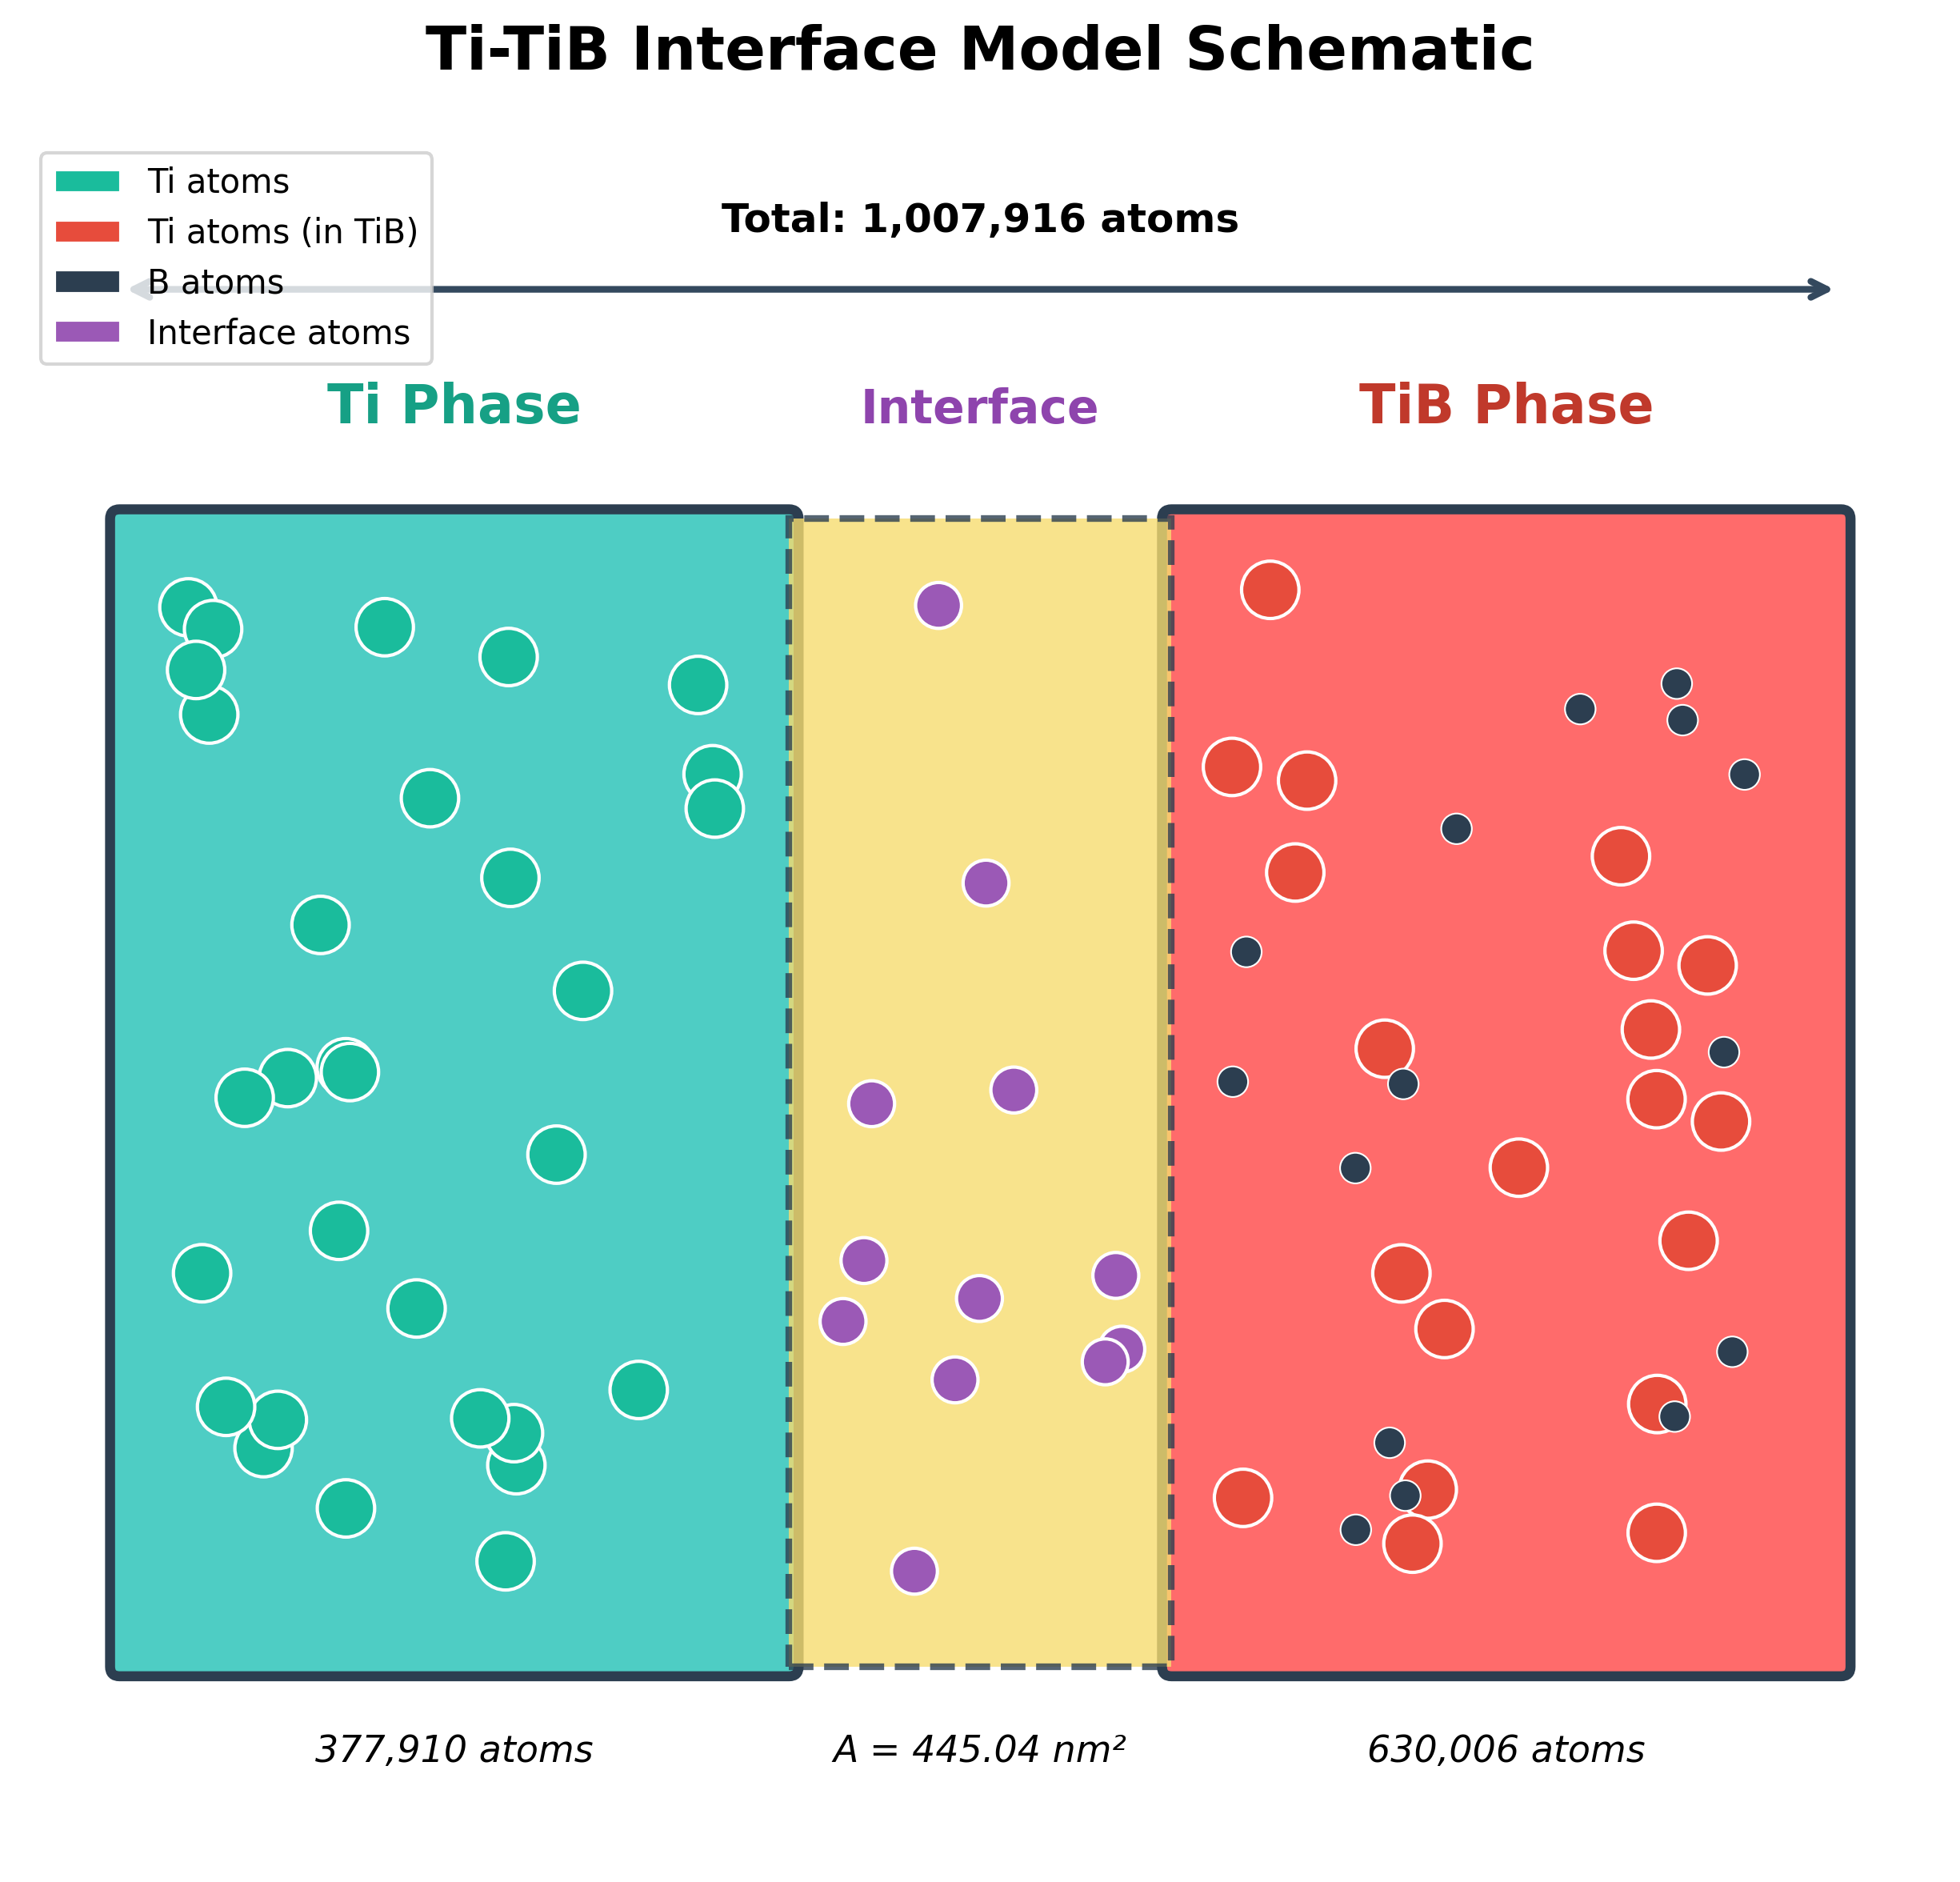 Ti-TiB Interface Model Schematic
Ti atoms
Ti atoms (in TiB)
B atoms
Interface atoms
Total: 1,007,916 atoms
Ti Phase
Interface
TiB Phase
377,910 atoms
A = 445.04 nm²
630,006 atoms